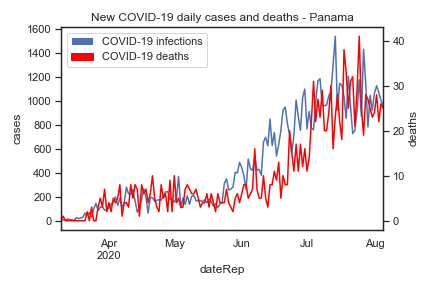 New COVID-19 daily cases and deaths - Panama
COVID-19 infections
COVID-19 deaths
1600
1400
1200
1000
800
600
400
200
0
cases
40
30
20
10
0
deaths
Apr
2020
May
Jun
Jul
Aug
dateRep